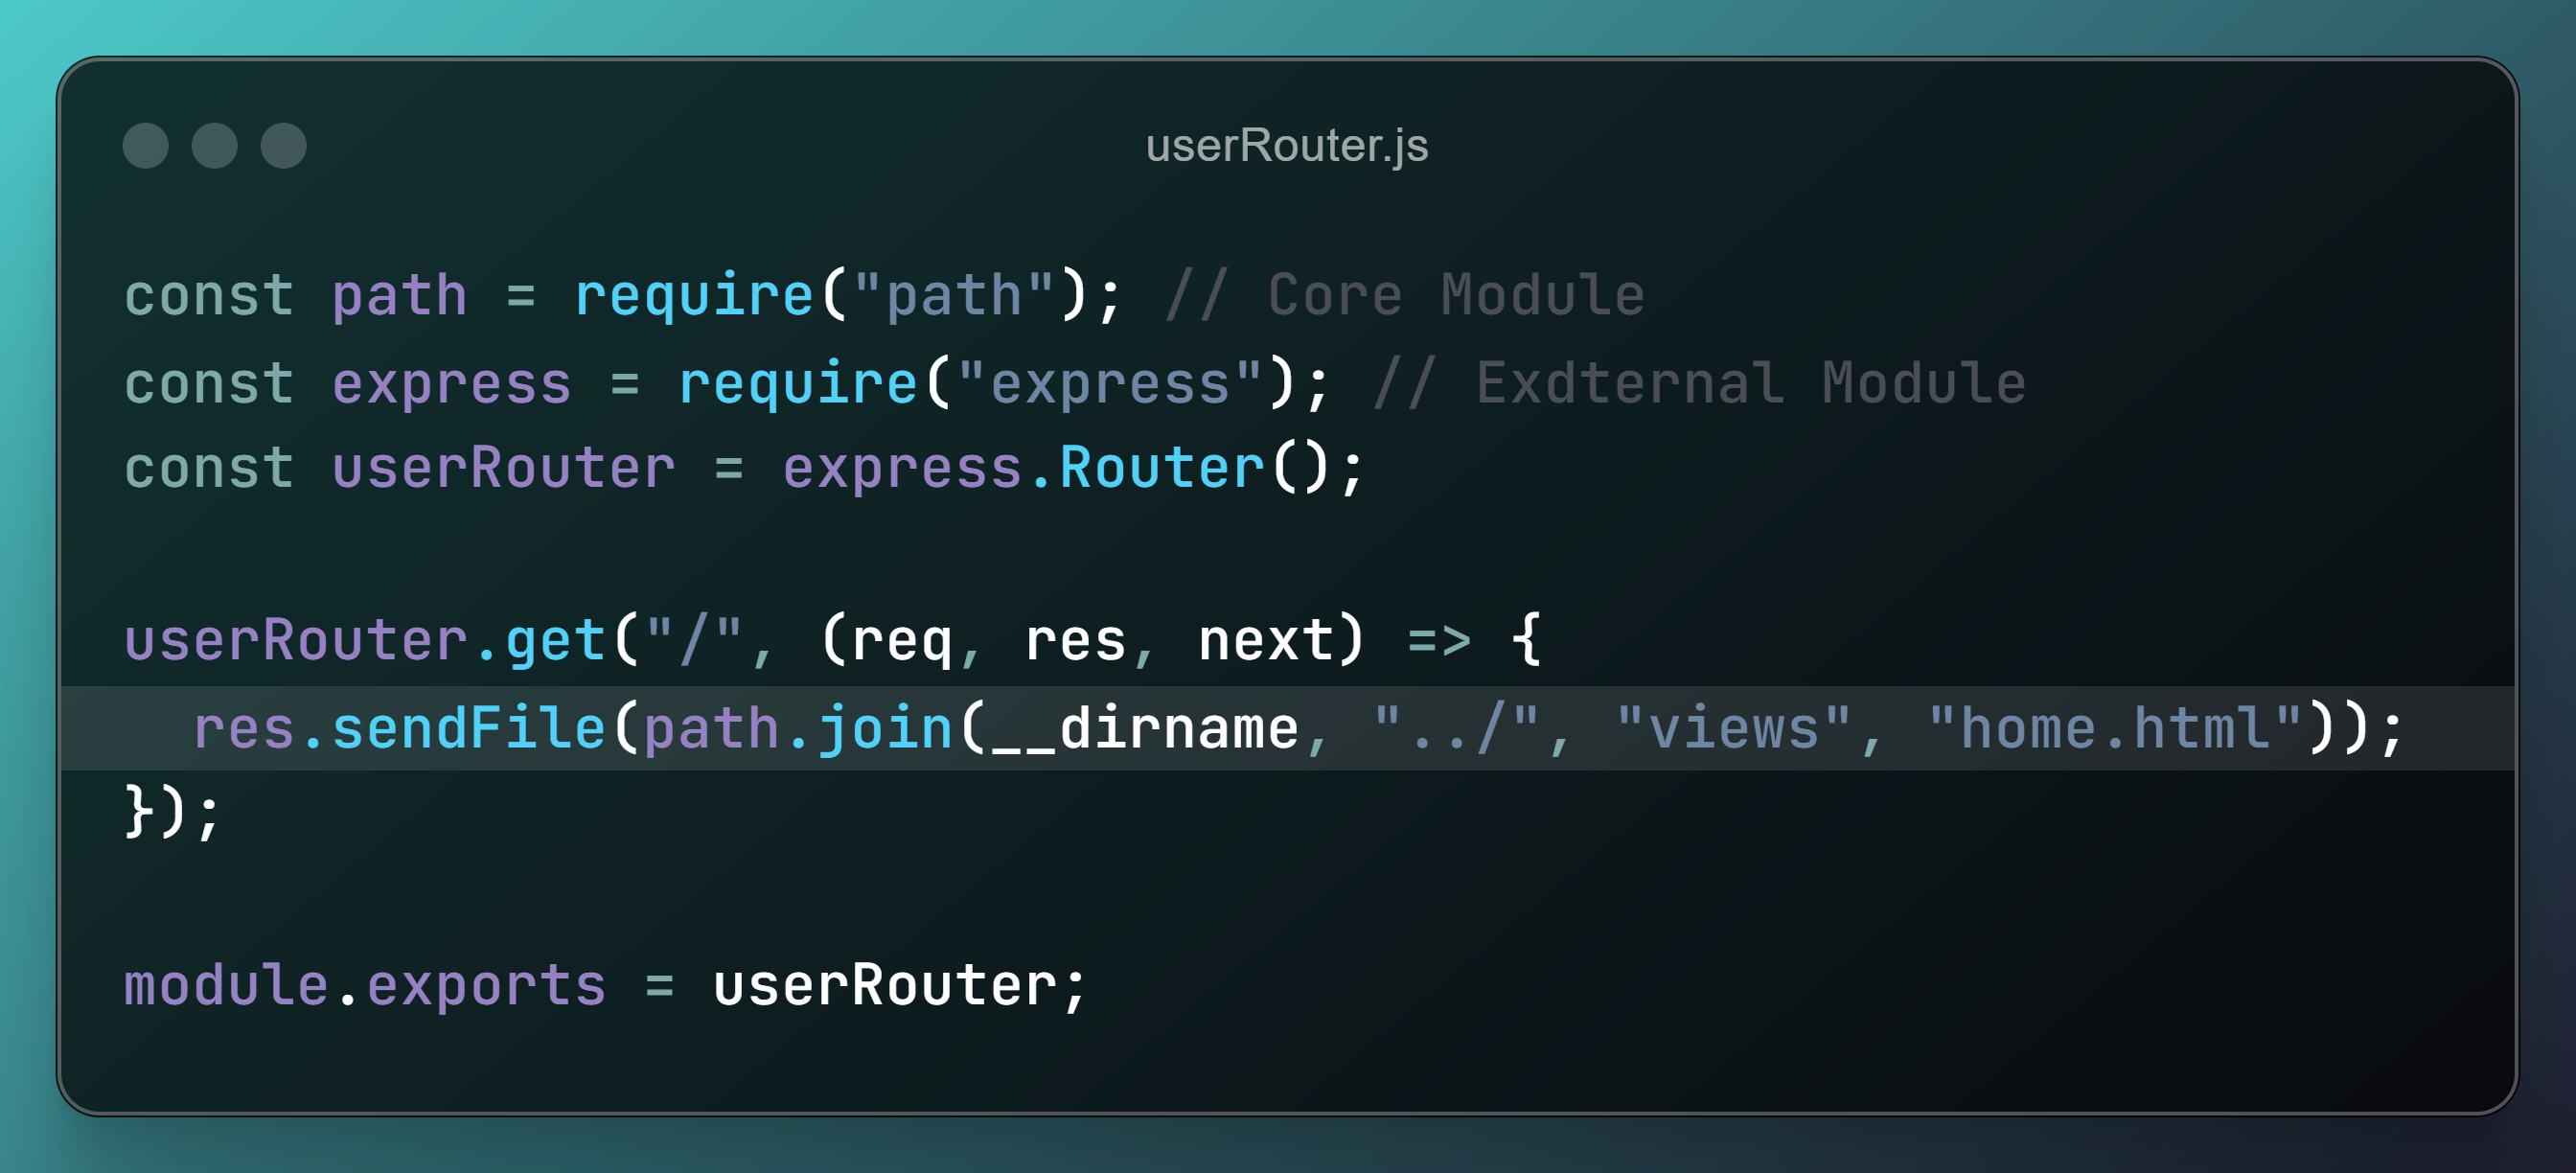 userRouter.js
const path = require("path"); // Core Module
const express = require("express"); // Exdternal Module
const userRouter = express.Router();
userRouter.get("/", (req, res, next) => {
  res.sendFile(path.join(__dirname, "../", "views", "home.html"));
});
module.exports = userRouter;